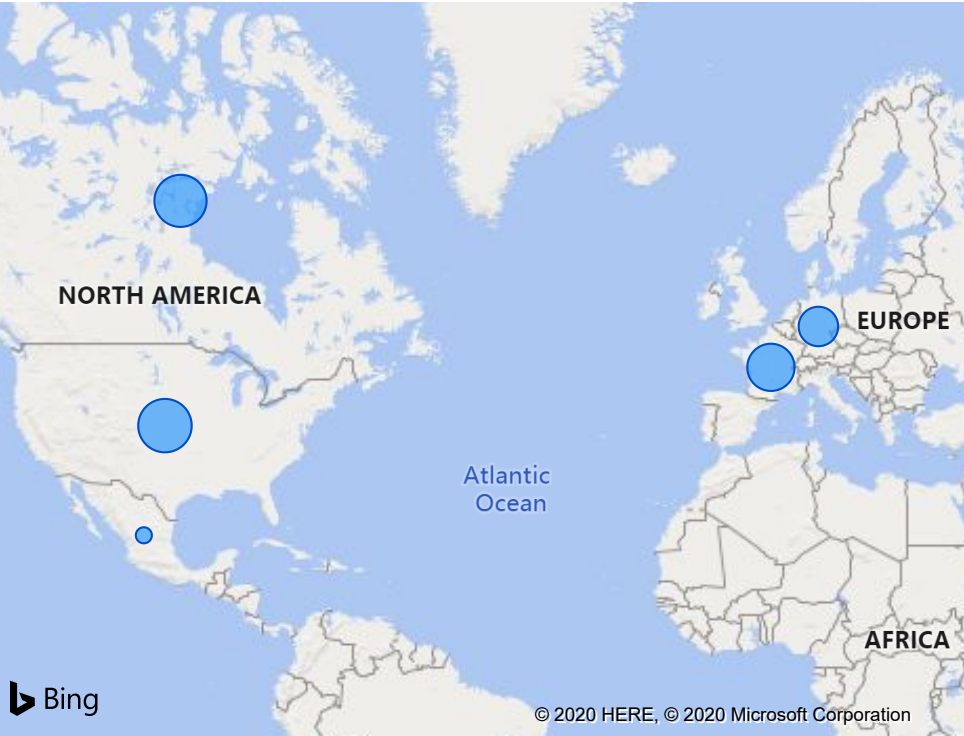 NORTH AMERICA
EUROPE
Atlantic
Ocean
AFRICA
Bing
© 2020 HERE, © 2020 Microsoft Corporation